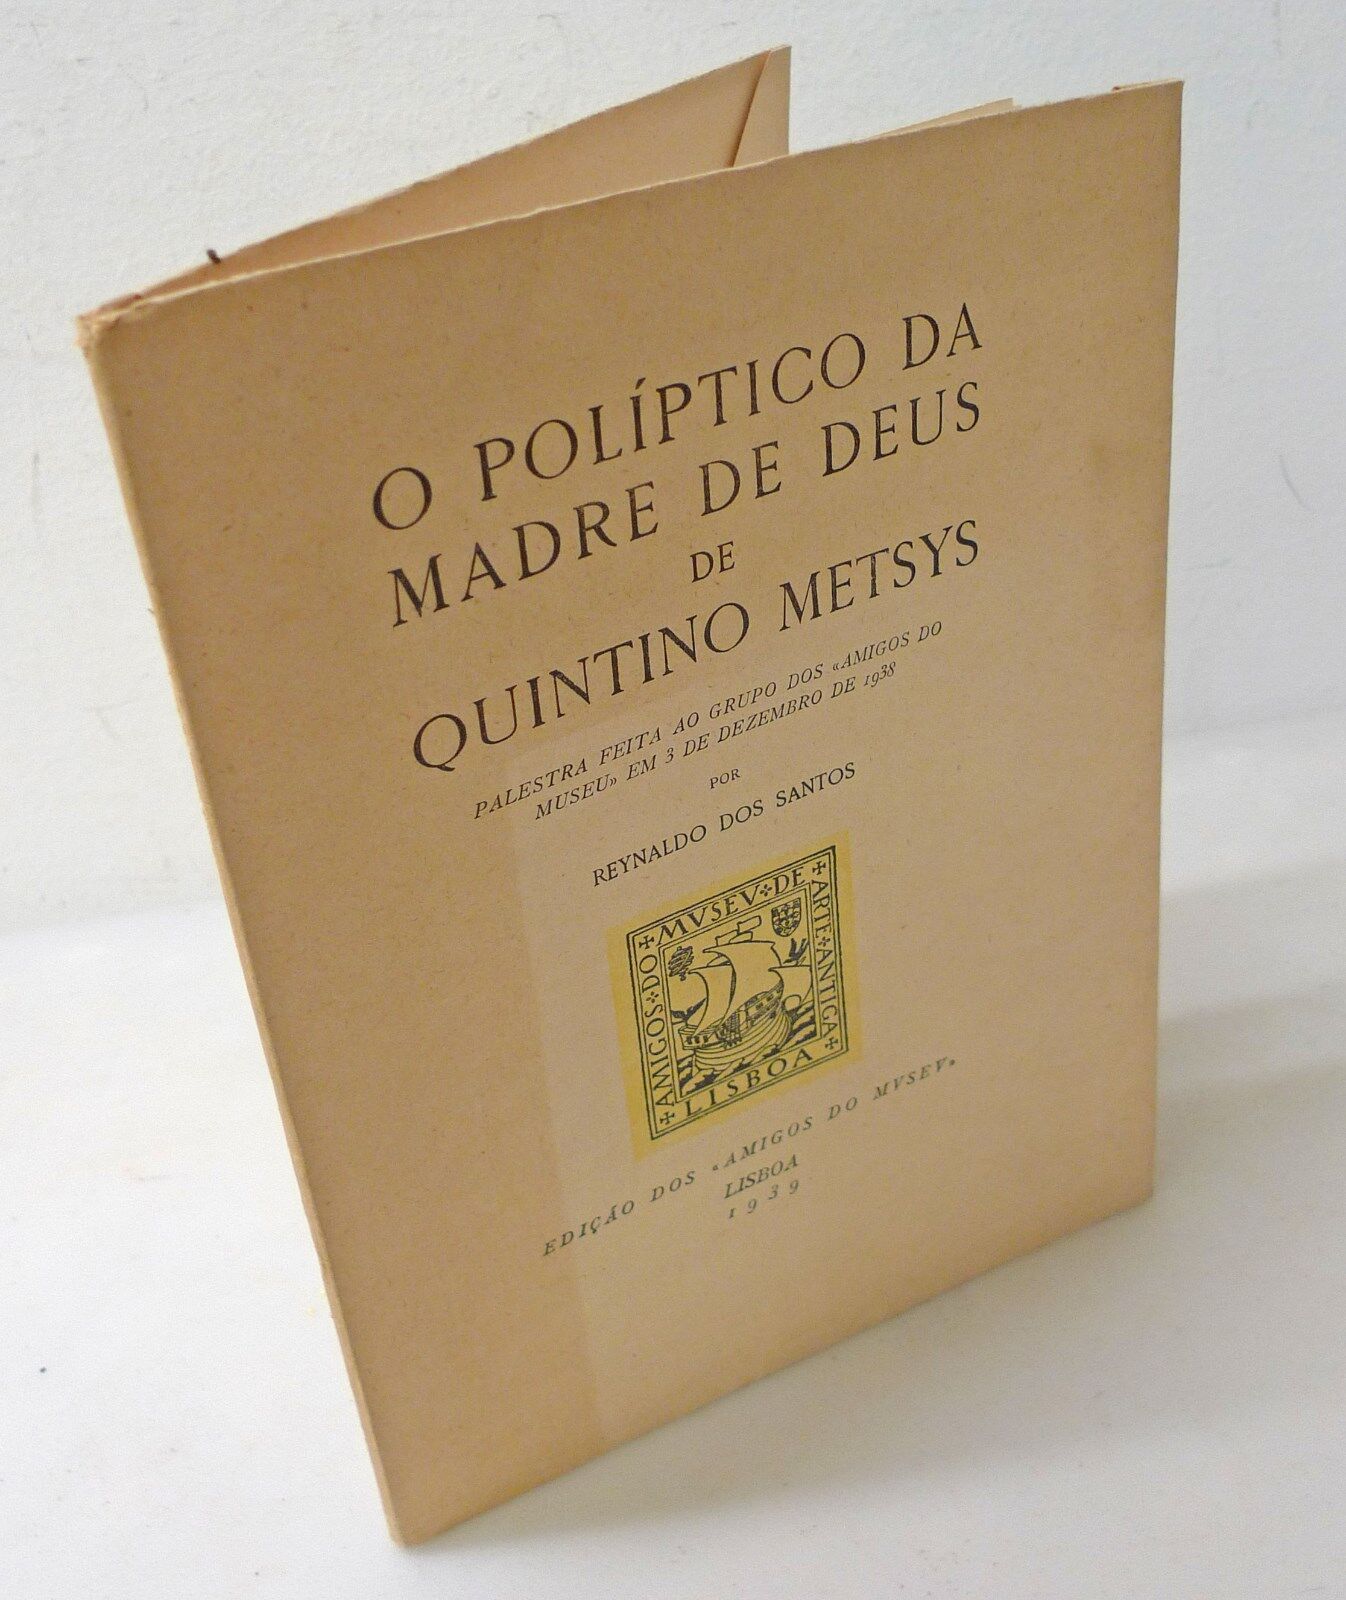 O POLÍPTICO DA
MADRE DE DEUS
DE
QUINTINO METSYS
PALESTRA FEITA AO GRUPO DOS «AMIGOS DO
MUSEU» EM 3 DE DEZEMBRO DE 1938
POR
REYNALDO DOS SANTOS
AMIGOS DO
MVSEV DE
ARTE ANTIGA
LISBOA
EDIÇÃO DOS «AMIGOS DO MVSEV»
LISBOA
1939